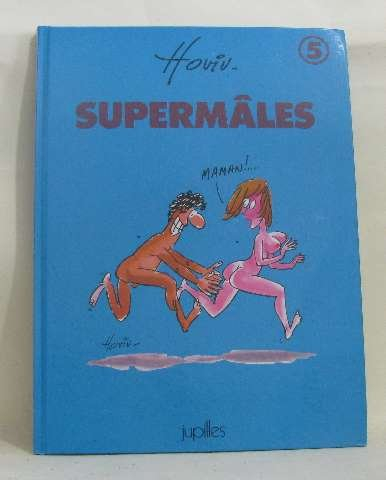 Hoviv.
5
SUPERMÂLES
MAMAN!...
Hoviv.
jupilles